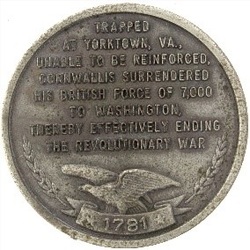 TRAPPED
AT YORKTOWN, VA.,
UNABLE TO BE REINFORCED,
CORNWALLIS SURRENDERED
HIS BRITISH FORCE OF 7,000
TO WASHINGTON,
THEREBY EFFECTIVELY ENDING
THE REVOLUTIONARY WAR
1781